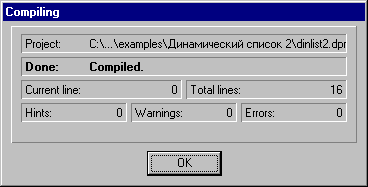 Compiling
Project: C:\...\examples\Динамический список 2\dinlist2.dpr
Done: Compiled.
Current line: 0 Total lines: 16
Hints: 0 Warnings: 0 Errors: 0
OK